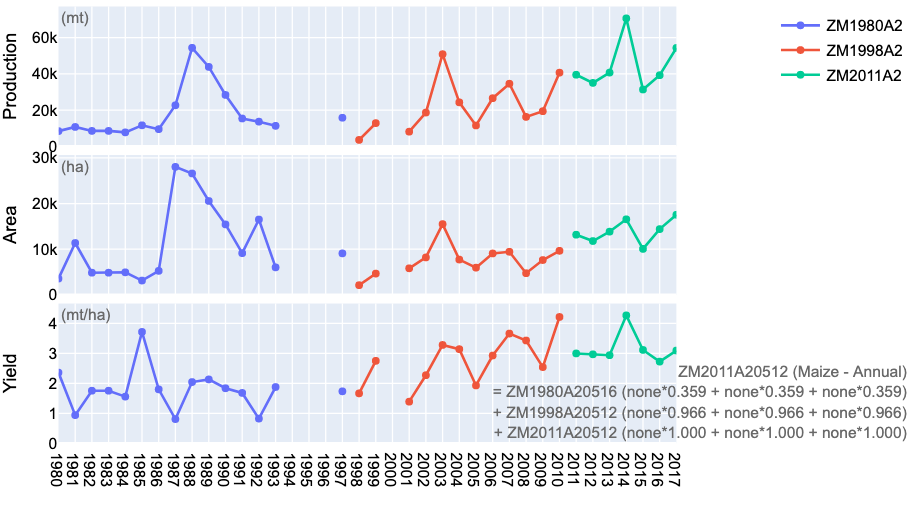 (mt)
Production
60k
40k
20k
0
ZM1980A2
ZM1998A2
ZM2011A2
(ha)
Area
30k
20k
10k
0
(mt/ha)
Yield
4
3
2
1
0
ZM2011A20512 (Maize - Annual)
= ZM1980A20516 (none*0.359 + none*0.359 + none*0.359)
+ ZM1998A20512 (none*0.966 + none*0.966 + none*0.966)
+ ZM2011A20512 (none*1.000 + none*1.000 + none*1.000)
1980
1981
1982
1983
1984
1985
1986
1987
1988
1989
1990
1991
1992
1993
1994
1995
1996
1997
1998
1999
2000
2001
2002
2003
2004
2005
2006
2007
2008
2009
2010
2011
2012
2013
2014
2015
2016
2017